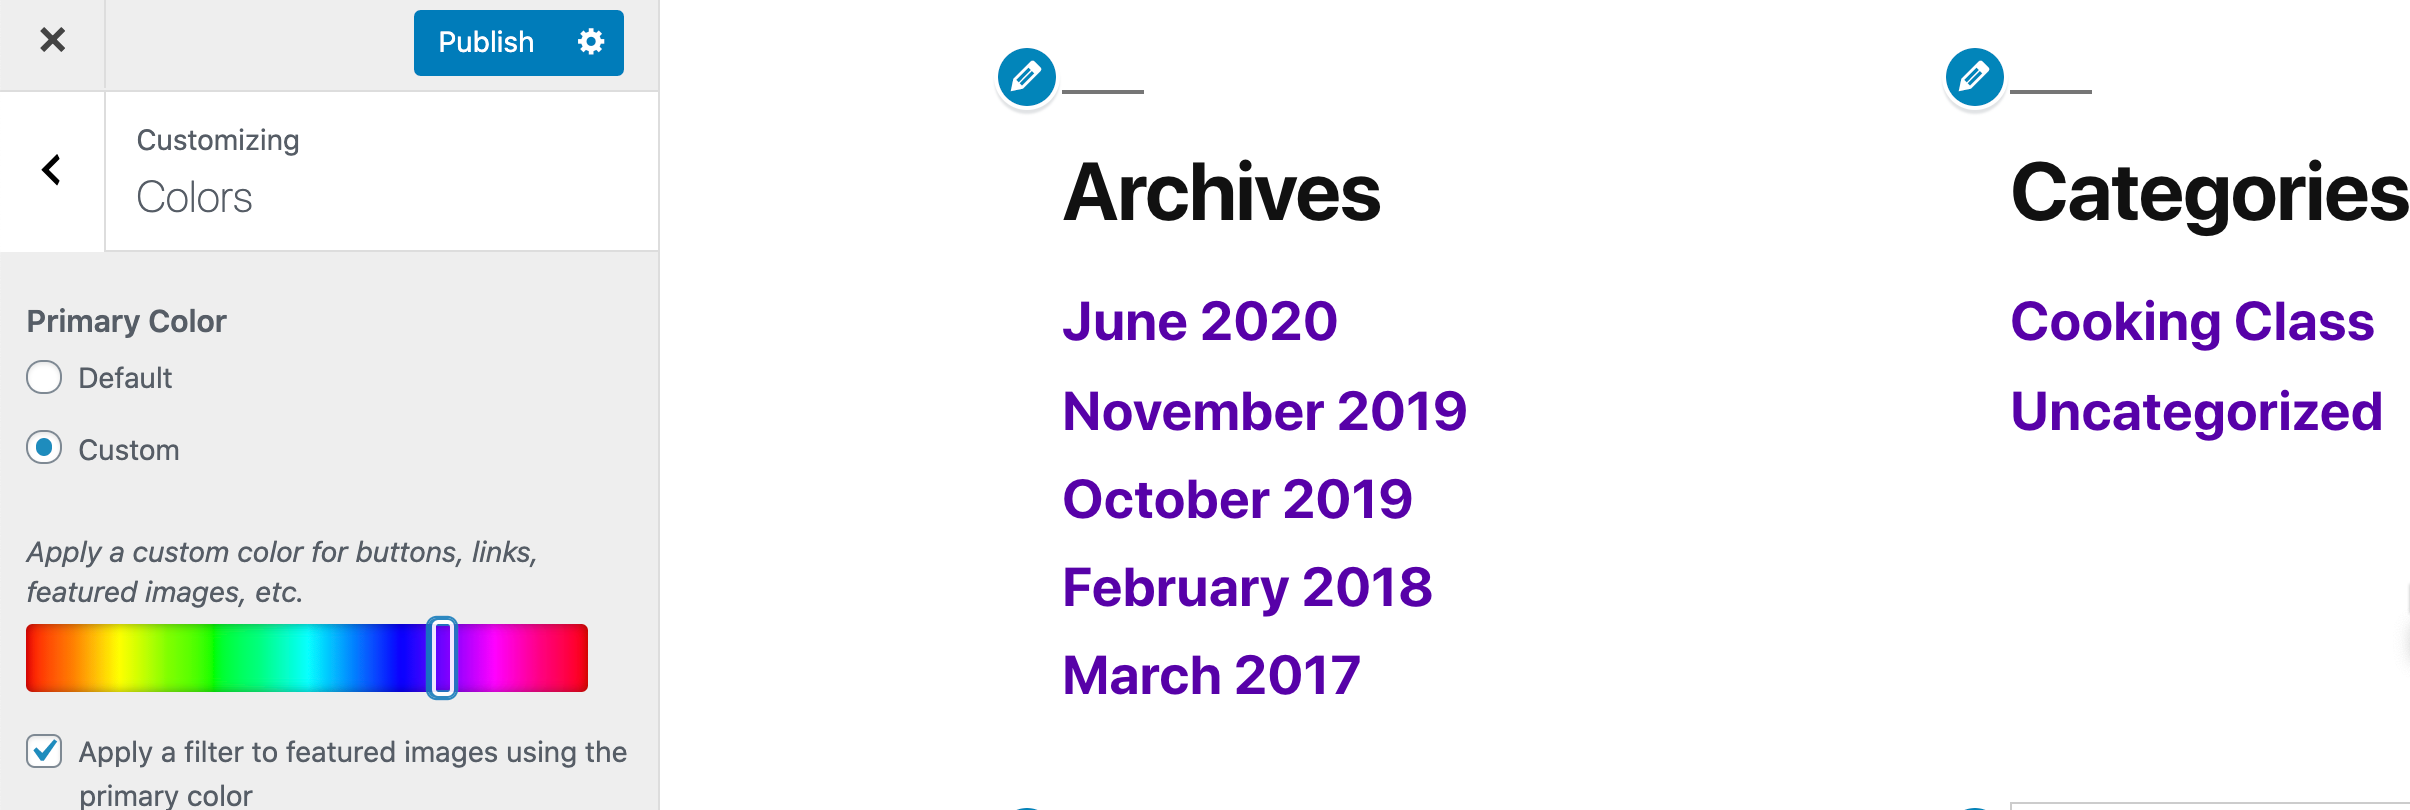 Publish
Customizing
Colors
Primary Color
Default
Custom
Apply a custom color for buttons, links,
featured images, etc.
Apply a filter to featured images using the
primary color
Archives
June 2020
November 2019
October 2019
February 2018
March 2017
Categories
Cooking Class
Uncategorized